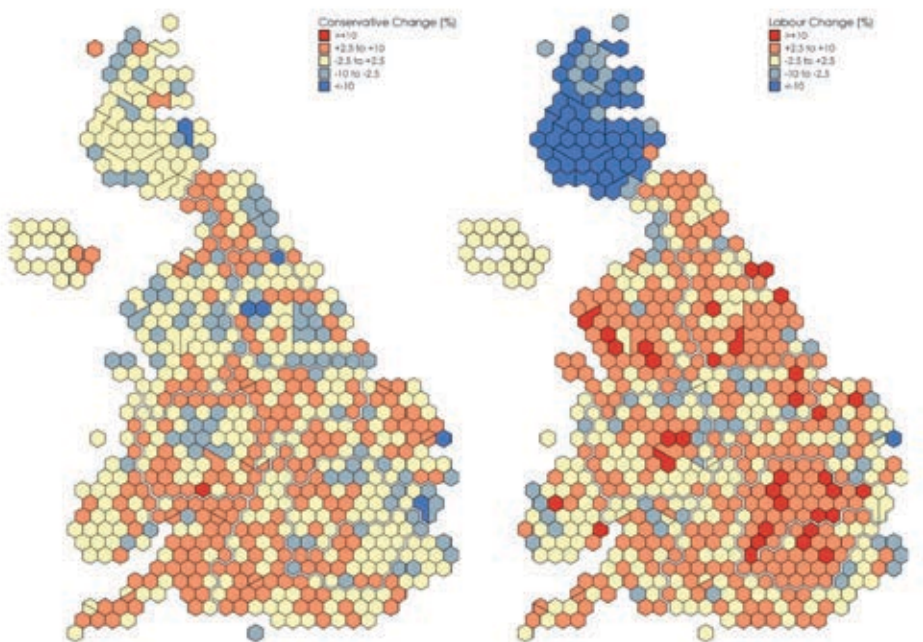 Conservative Change (%)
>+10
+2.5 to +10
-2.5 to +2.5
-10 to -2.5
<-10
Labour Change (%)
>+10
+2.5 to +10
-2.5 to +2.5
-10 to -2.5
<-10